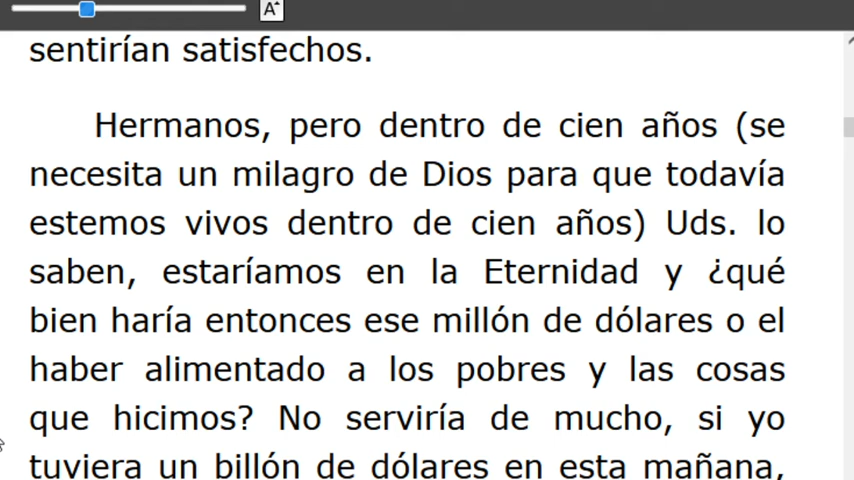 A
sentirían satisfechos.
Hermanos, pero dentro de cien años (se
necesita un milagro de Dios para que todavía
estemos vivos dentro de cien años) Uds. lo
saben, estaríamos en la Eternidad y ¿qué
bien haría entonces ese millón de dólares o el
haber alimentado a los pobres y las cosas
que hicimos? No serviría de mucho, si yo
tuviera un billón de dólares en esta mañana,